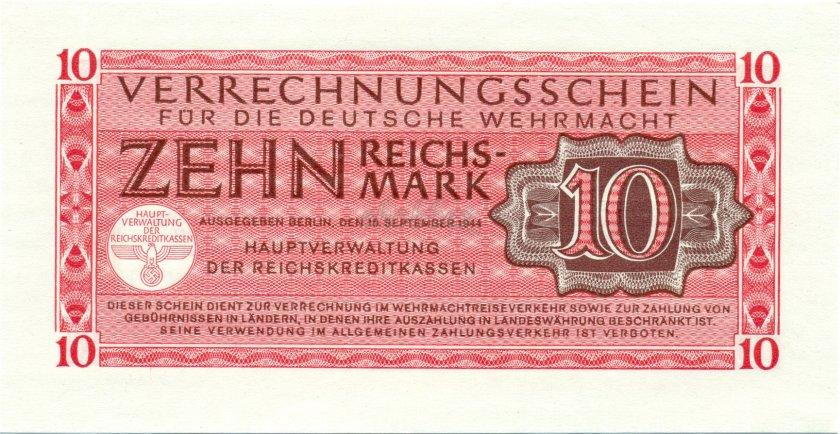 10 10
VERRECHNUNGSSCHEIN
FÜR DIE DEUTSCHE WEHRMACHT
ZEHN REICHS-
MARK
10
HAUPT-
VERWALTUNG
DER
REICHSKREDITKASSEN
AUSGEGEBEN BERLIN, DEN 15. SEPTEMBER 1944
HAUPTVERWALTUNG
DER REICHSKREDITKASSEN
DIESER SCHEIN DIENT ZUR VERRECHNUNG IM WEHRMACHTREISEVERKEHR SOWIE ZUR ZAHLUNG VON
GEBÜHRNISSEN IN LÄNDERN, IN DENEN IHRE AUSZAHLUNG IN LANDESWÄHRUNG BESCHRÄNKT IST.
SEINE VERWENDUNG IM ALLGEMEINEN ZAHLUNGSVERKEHR IST VERBOTEN.
10 10